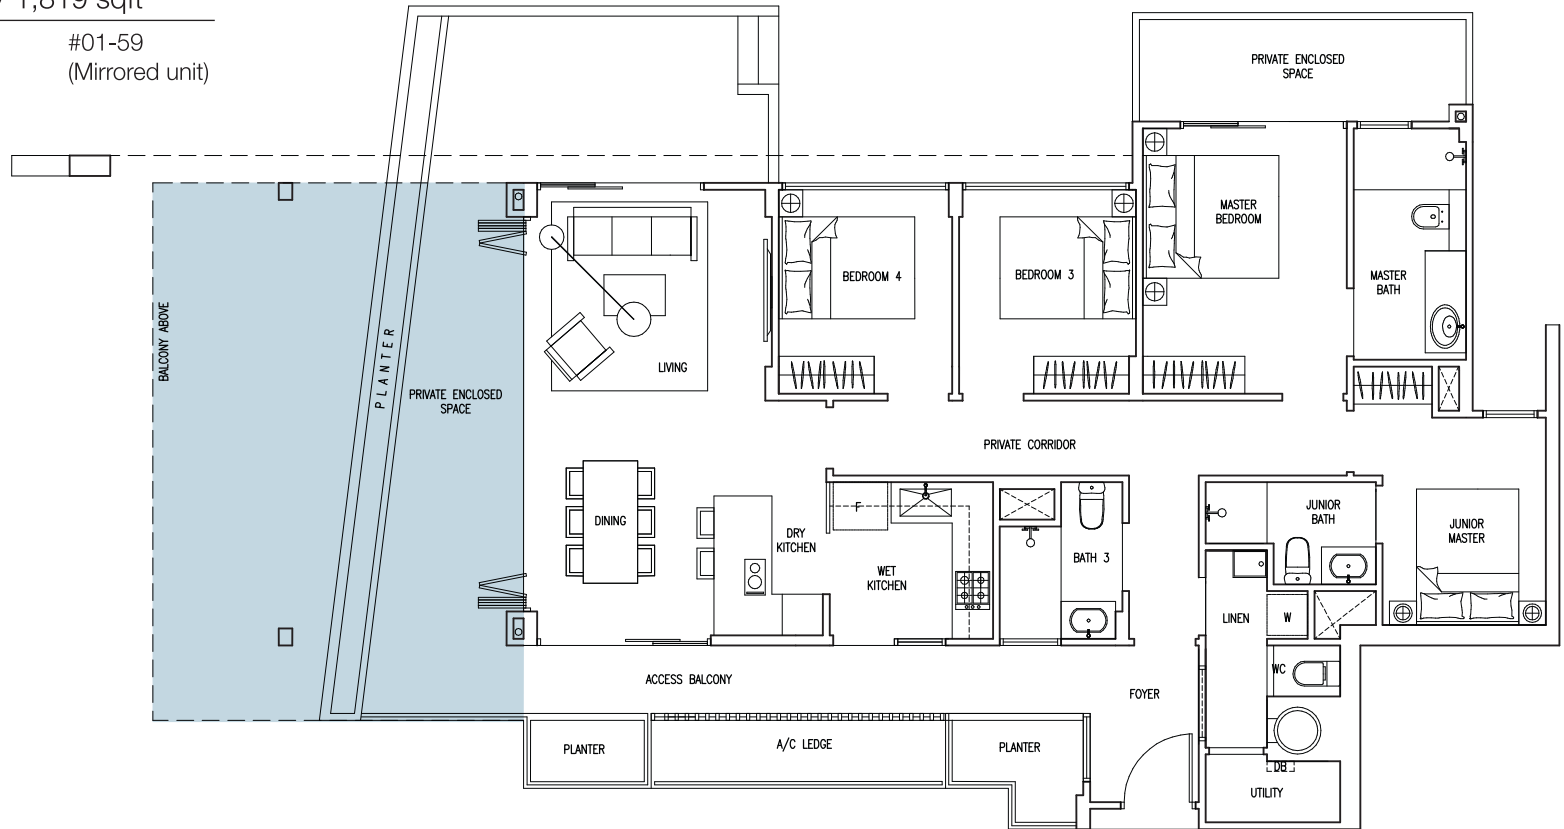 1,819 sqft
#01-59
(Mirrored unit)
PRIVATE ENCLOSED
SPACE
MASTER
BEDROOM
MASTER
BATH
BEDROOM 4
BEDROOM 3
BALCONY ABOVE
PLANTER
PRIVATE ENCLOSED
SPACE
LIVING
PRIVATE CORRIDOR
DINING
DRY
KITCHEN
F
WET
KITCHEN
BATH 3
JUNIOR
BATH
JUNIOR
MASTER
LINEN
W
WC
ACCESS BALCONY
FOYER
PLANTER
A/C LEDGE
PLANTER
DB
UTILITY